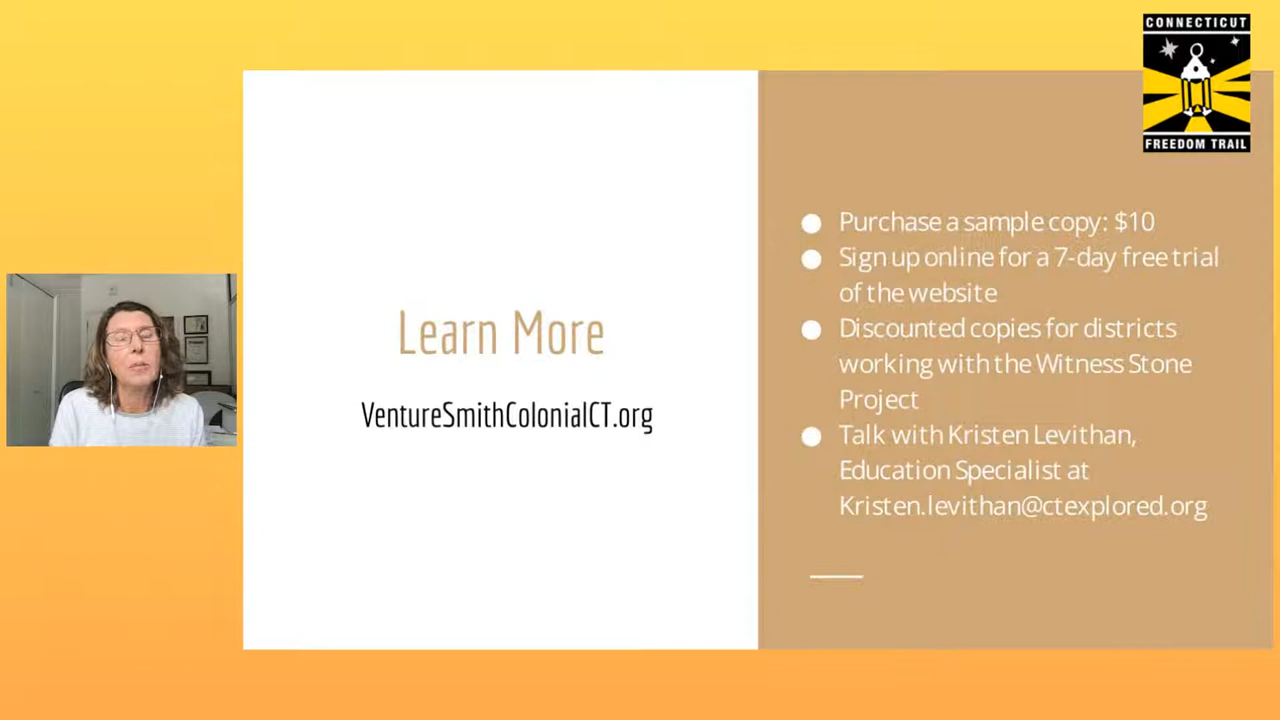 CONNECTICUT
FREEDOM TRAIL
Learn More
VentureSmithColonialCT.org
Purchase a sample copy: $10
Sign up online for a 7-day free trial
of the website
Discounted copies for districts
working with the Witness Stone
Project
Talk with Kristen Levithan,
Education Specialist at
Kristen.levithan@ctexplored.org